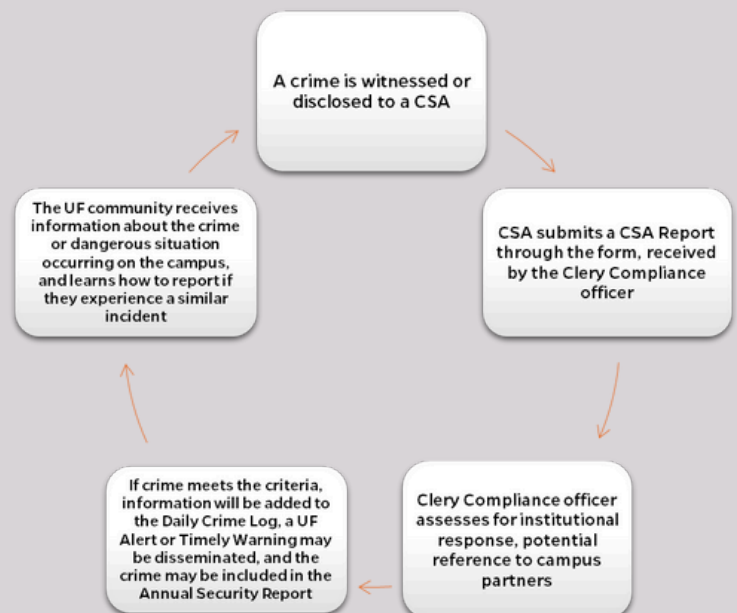 A crime is witnessed or
disclosed to a CSA
CSA submits a CSA Report
through the form, received
by the Clery Compliance
officer
Clery Compliance officer
assesses for institutional
response, potential
reference to campus
partners
If crime meets the criteria,
information will be added to
the Daily Crime Log, a UF
Alert or Timely Warning may
be disseminated, and the
crime may be included in the
Annual Security Report
The UF community receives
information about the crime
or dangerous situation
occurring on the campus,
and learns how to report if
they experience a similar
incident